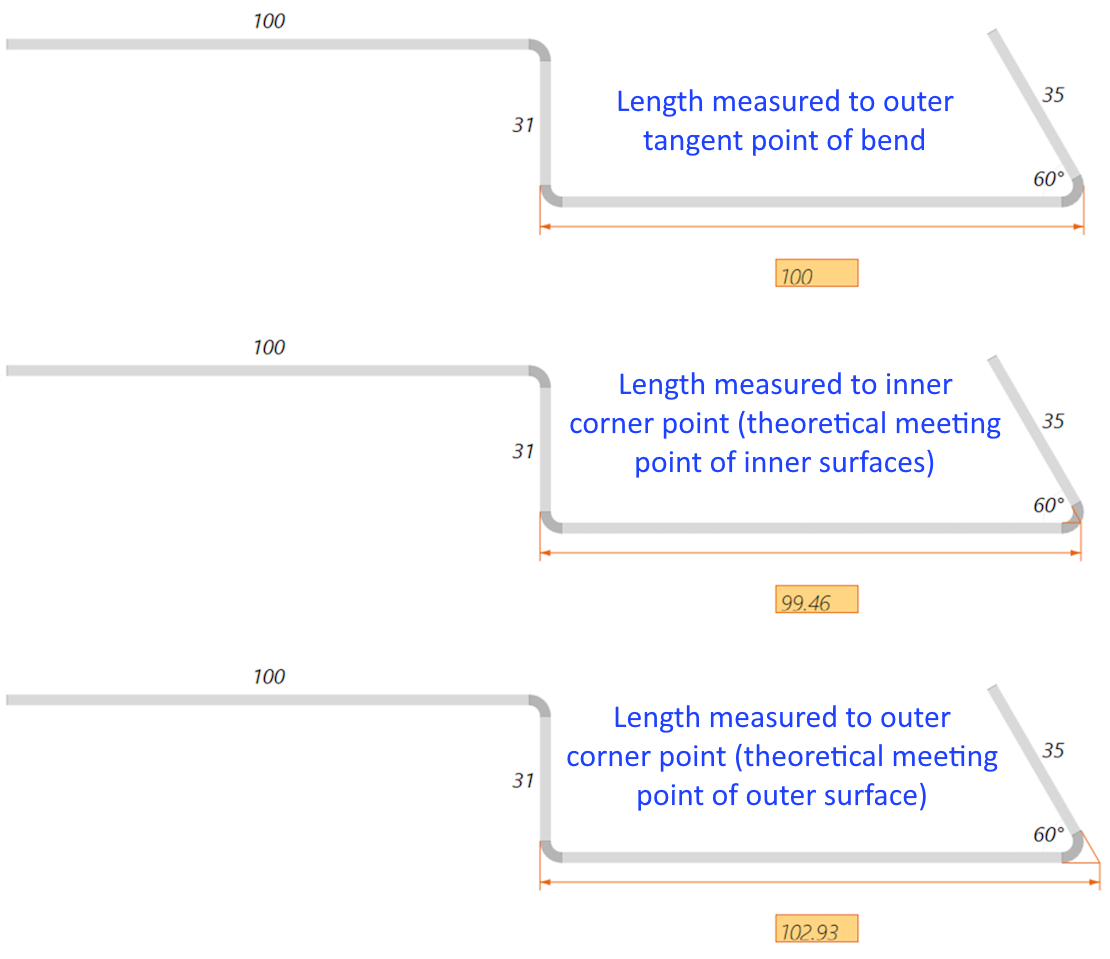 100
Length measured to outer
tangent point of bend
35
31
60°
100
100
Length measured to inner
corner point (theoretical meeting
point of inner surfaces)
35
31
60°
99.46
100
Length measured to outer
corner point (theoretical meeting
point of outer surface)
35
31
60°
102.93